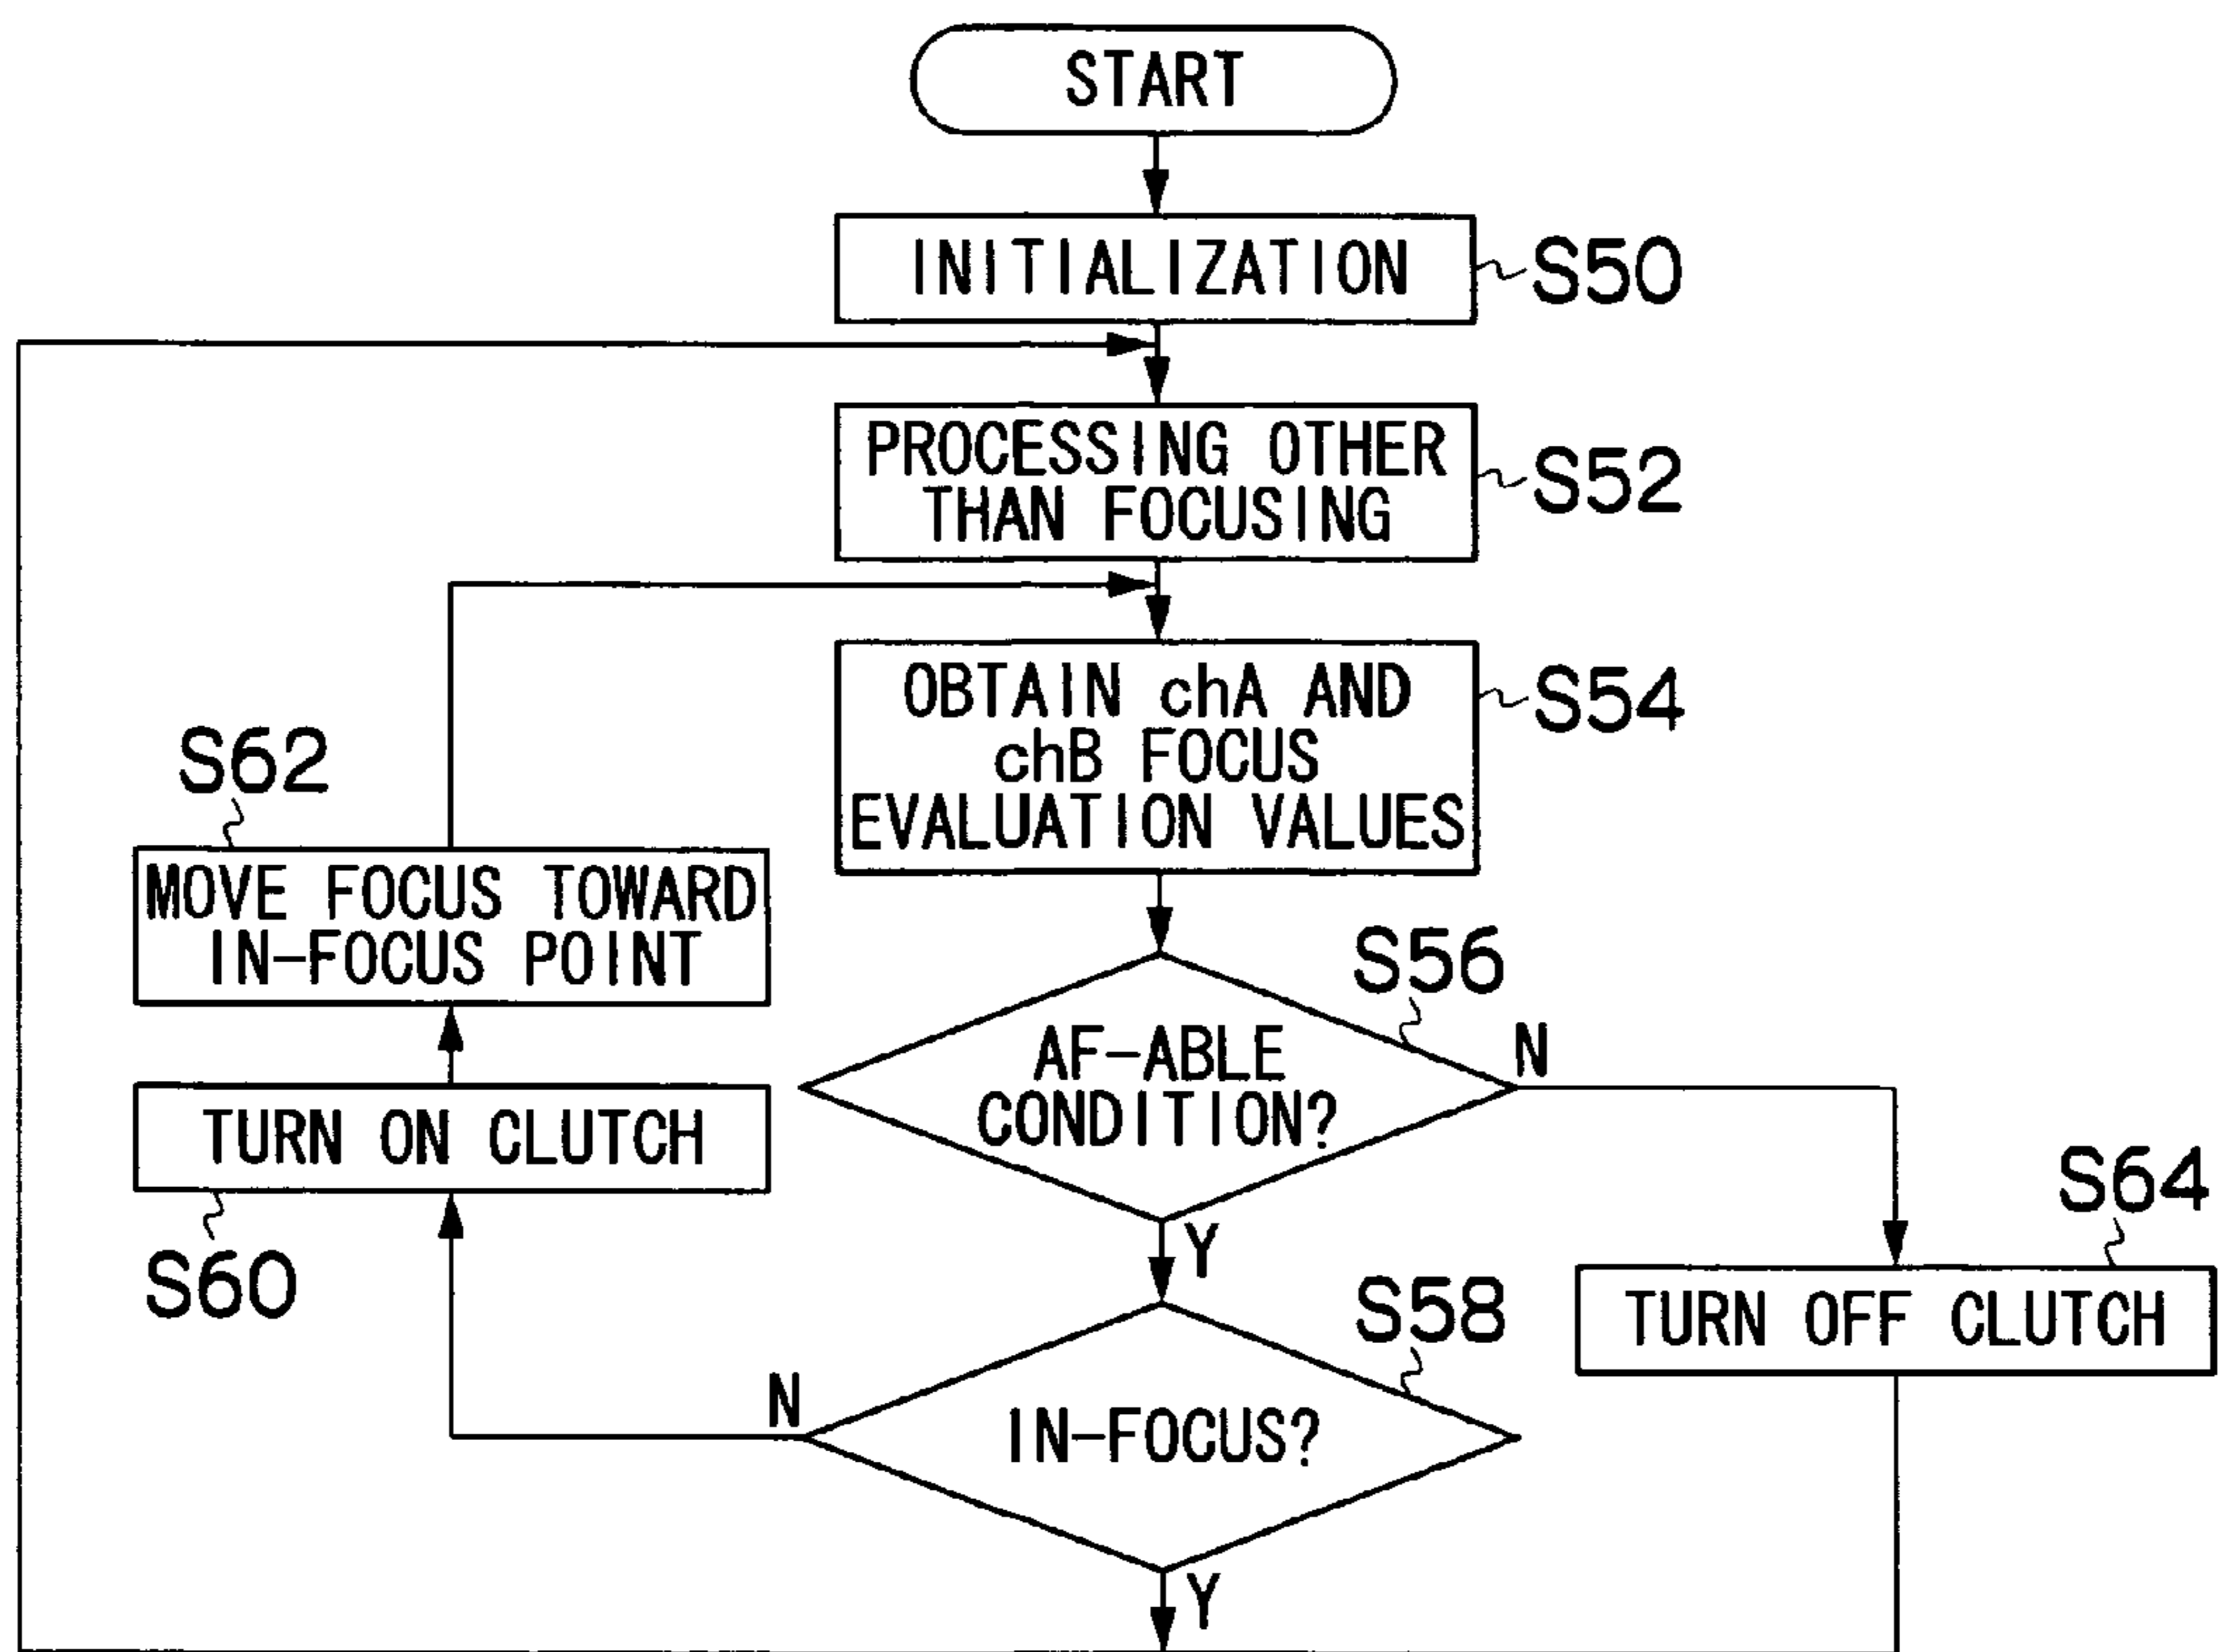 START
INITIALIZATION
S50
PROCESSING OTHER
THAN FOCUSING
S52
OBTAIN chA AND
chB FOCUS
EVALUATION VALUES
S54
S62
MOVE FOCUS TOWARD
IN-FOCUS POINT
S56
AF-ABLE
CONDITION?
N
Y
TURN ON CLUTCH
S60
S64
TURN OFF CLUTCH
S58
IN-FOCUS?
N
Y